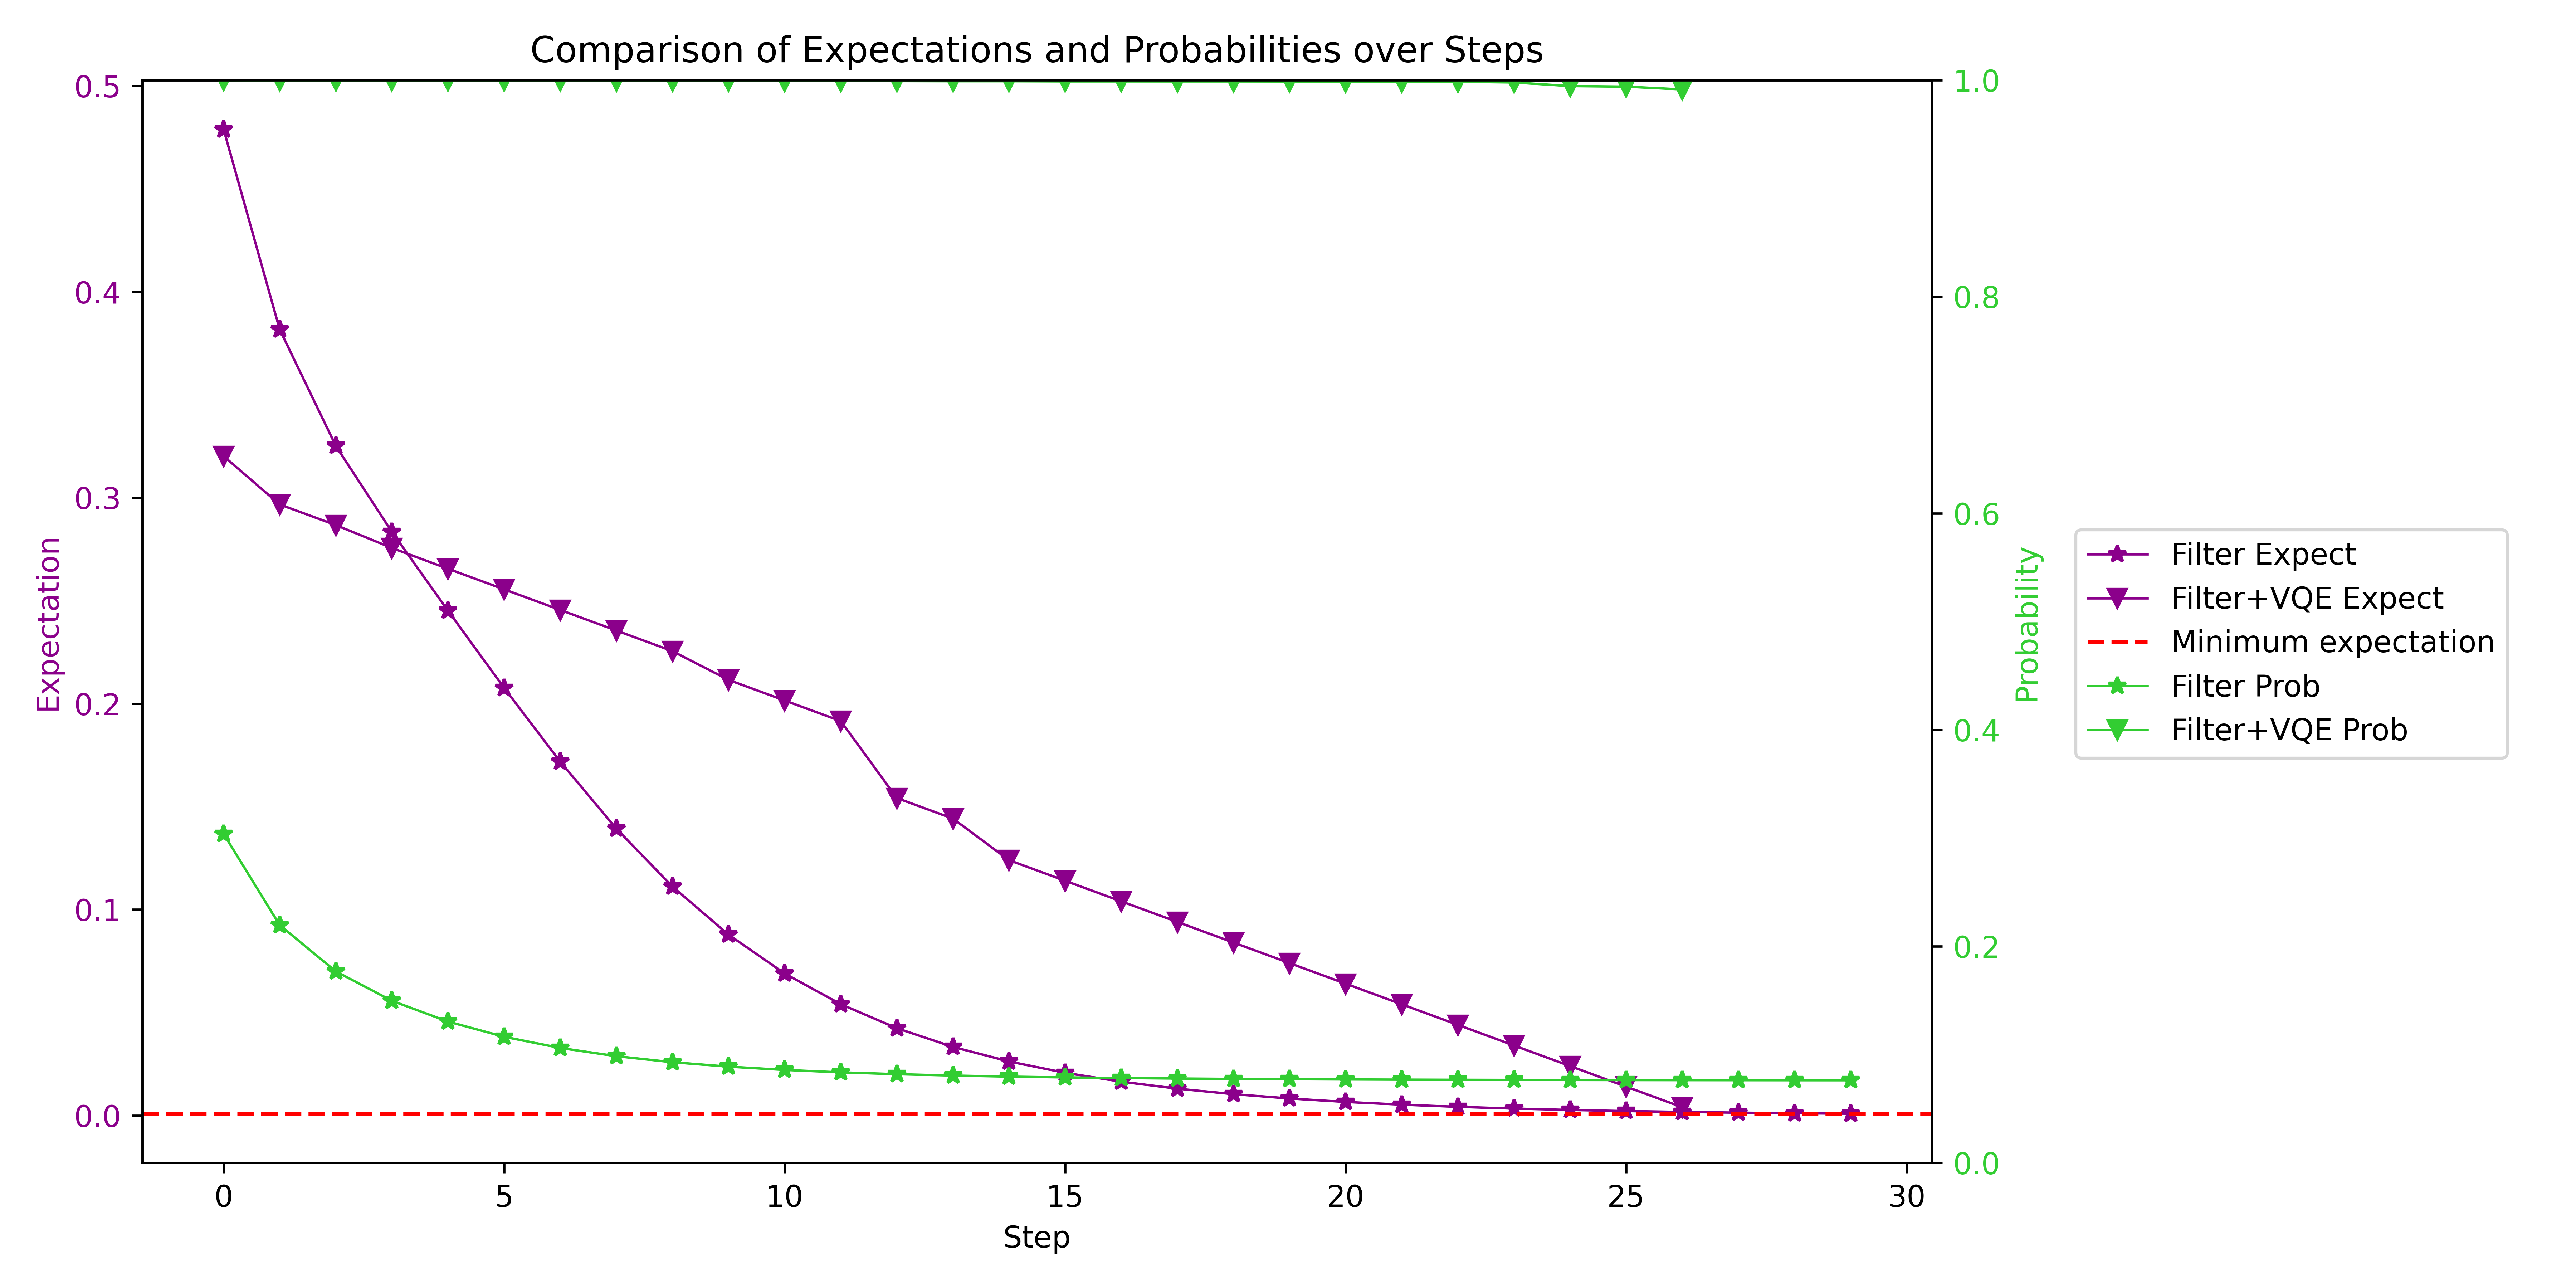 Comparison of Expectations and Probabilities over Steps
0.5
0.4
0.3
0.2
0.1
0.0
Expectation
0
5
10
15
20
25
30
Step
1.0
0.8
0.6
0.4
0.2
0.0
Probability
Filter Expect
Filter+VQE Expect
Minimum expectation
Filter Prob
Filter+VQE Prob